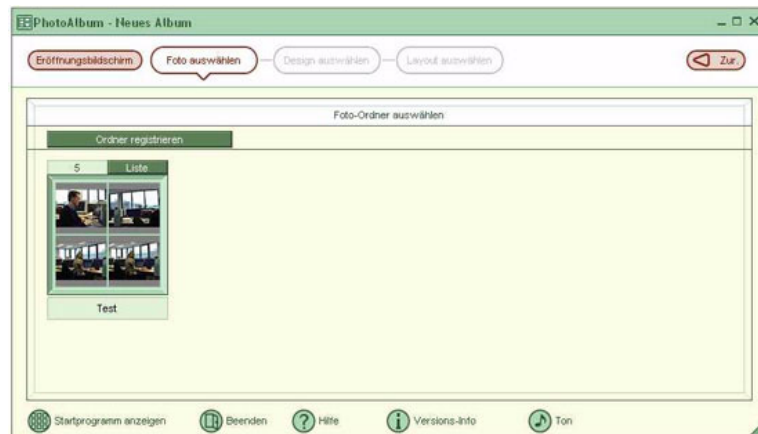 PhotoAlbum - Neues Album
Eröffnungsbildschirm Foto auswählen Design auswählen Layout auswählen Zur.
Foto-Ordner auswählen
Ordner registrieren
5 Liste
Test
Startprogramm anzeigen Beenden Hilfe Versions-Info Ton